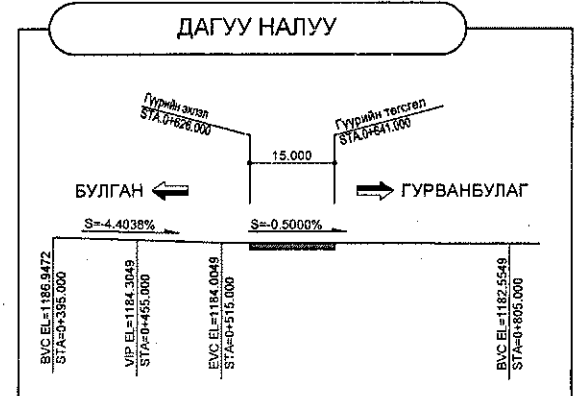 ДАГУУ НАЛУУ
Гүүрийн эхлэл
STA.0+626.000
Гүүрийн төгсгөл
STA.0+641.000
15.000
БУЛГАН
ГУРВАНБУЛАГ
S=-4.4038%
S=-0.5000%
BVC EL=1186.9472
STA=0+395.000
VIP EL=1184.3049
STA=0+455.000
EVC EL=1184.0049
STA=0+515.000
BVC EL=1182.5549
STA=0+805.000